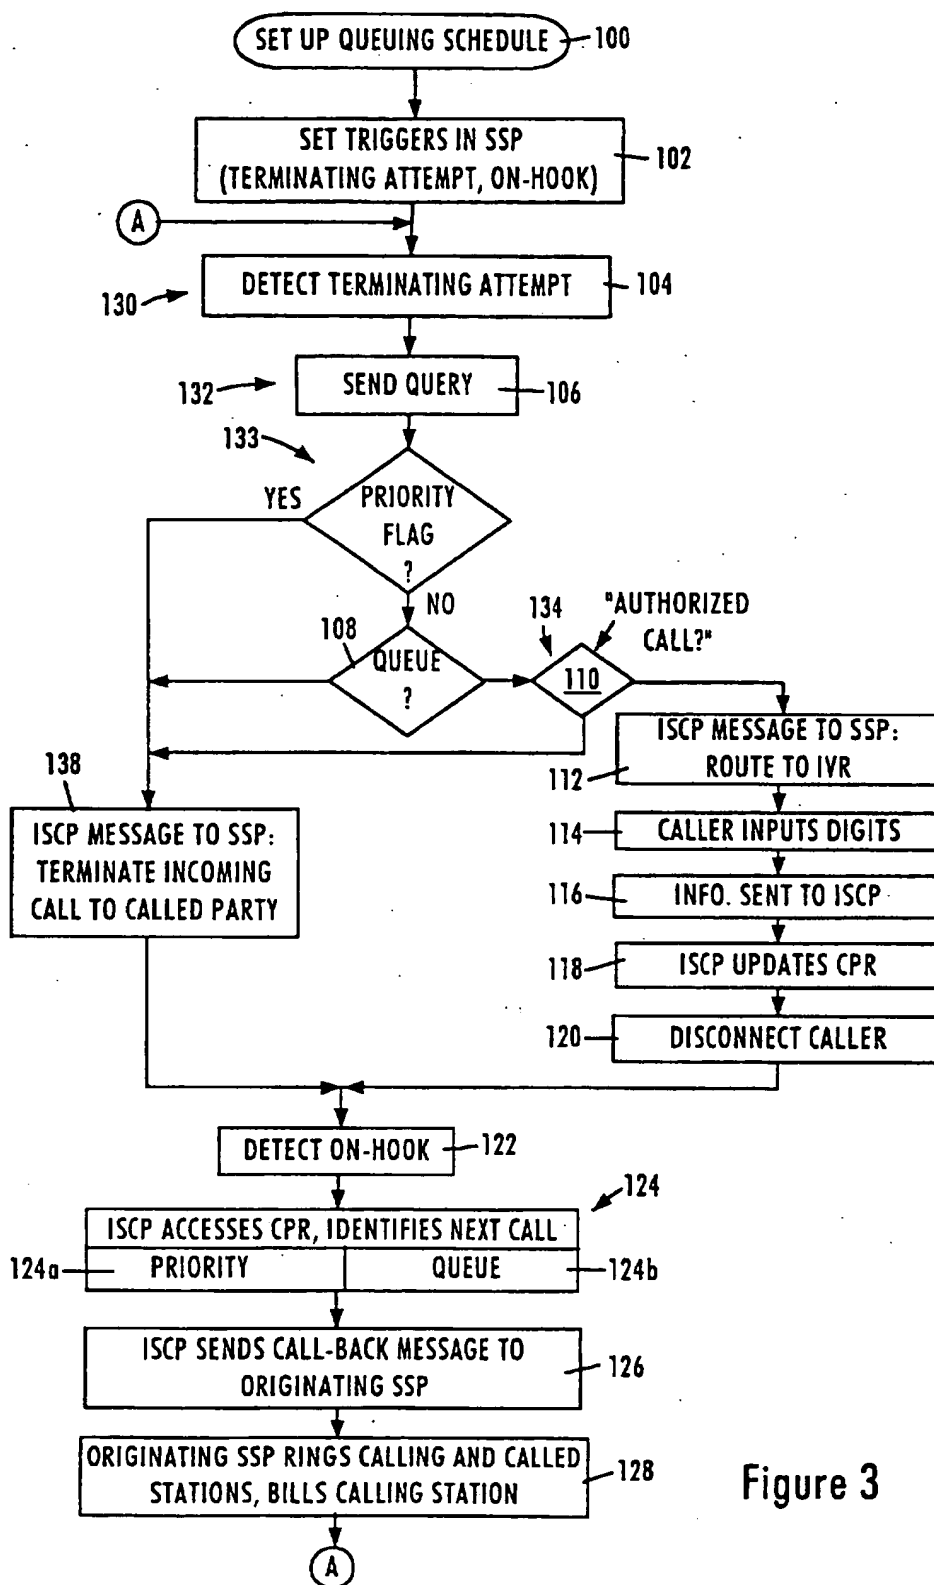 SET UP QUEUING SCHEDULE
100
SET TRIGGERS IN SSP
(TERMINATING ATTEMPT, ON-HOOK)
102
A
DETECT TERMINATING ATTEMPT
104
130
SEND QUERY
106
132
133
YES
PRIORITY
FLAG
?
NO
108
QUEUE
?
134
110
"AUTHORIZED
CALL?"
ISCP MESSAGE TO SSP:
ROUTE TO IVR
112
CALLER INPUTS DIGITS
114
INFO. SENT TO ISCP
116
ISCP UPDATES CPR
118
DISCONNECT CALLER
120
138
ISCP MESSAGE TO SSP:
TERMINATE INCOMING
CALL TO CALLED PARTY
DETECT ON-HOOK
122
124
ISCP ACCESSES CPR, IDENTIFIES NEXT CALL
124a
PRIORITY
QUEUE
124b
ISCP SENDS CALL-BACK MESSAGE TO
ORIGINATING SSP
126
ORIGINATING SSP RINGS CALLING AND CALLED
STATIONS, BILLS CALLING STATION
128
A
Figure 3